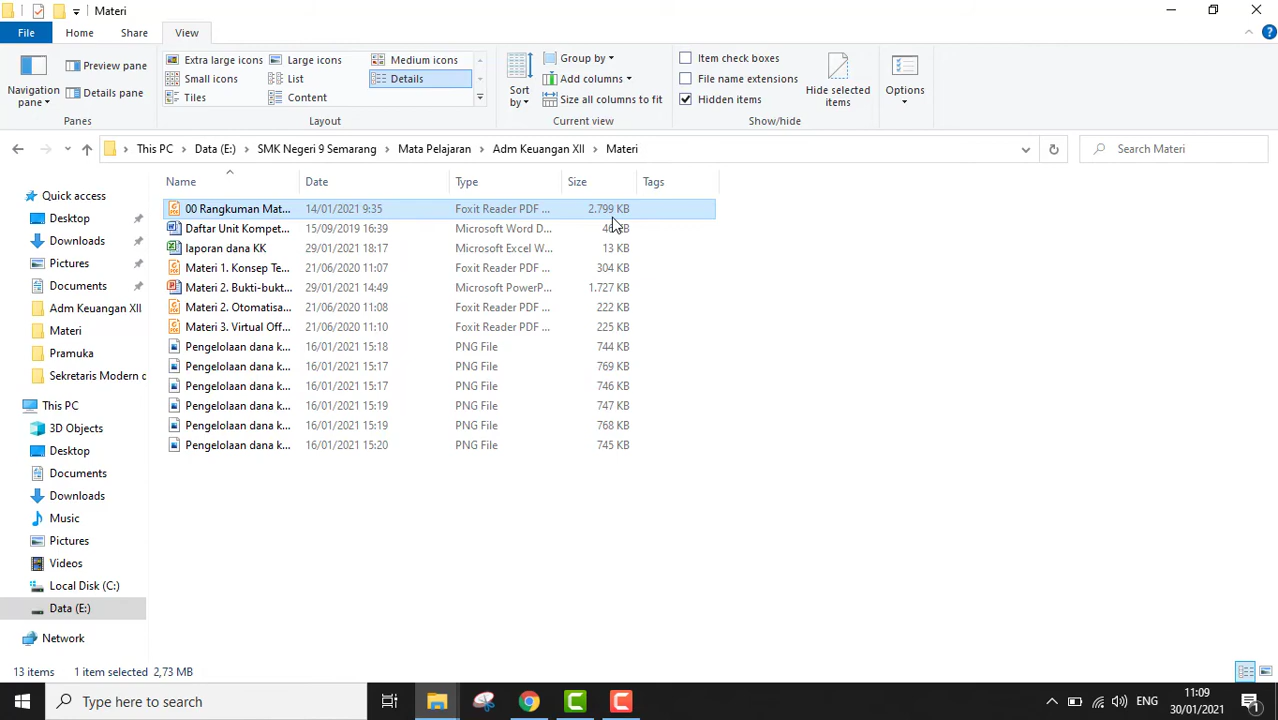 Materi
File Home Share View
Extra large icons Large icons Medium icons
Small icons List Details
Tiles Content
Preview pane
Details pane
Navigation pane
Sort by
Group by
Add columns
Size all columns to fit
Item check boxes
File name extensions
Hidden items
Hide selected items
Options
Panes Layout Current view Show/hide
This PC Data (E:) SMK Negeri 9 Semarang Mata Pelajaran Adm Keuangan XII Materi
Search Materi
Name Date Type Size Tags
00 Rangkuman Mat... 14/01/2021 9:35 Foxit Reader PDF ... 2.799 KB
Daftar Unit Kompet... 15/09/2019 16:39 Microsoft Word D... KB
laporan dana KK 29/01/2021 18:17 Microsoft Excel W... 13 KB
Materi 1. Konsep Te... 21/06/2020 11:07 Foxit Reader PDF ... 304 KB
Materi 2. Bukti-bukt... 29/01/2021 14:49 Microsoft PowerP... 1.727 KB
Materi 2. Otomatisa... 21/06/2020 11:08 Foxit Reader PDF ... 222 KB
Materi 3. Virtual Off... 21/06/2020 11:10 Foxit Reader PDF ... 225 KB
Pengelolaan dana k... 16/01/2021 15:18 PNG File 744 KB
Pengelolaan dana k... 16/01/2021 15:17 PNG File 769 KB
Pengelolaan dana k... 16/01/2021 15:17 PNG File 746 KB
Pengelolaan dana k... 16/01/2021 15:19 PNG File 747 KB
Pengelolaan dana k... 16/01/2021 15:19 PNG File 768 KB
Pengelolaan dana k... 16/01/2021 15:20 PNG File 745 KB
Quick access
Desktop
Downloads
Pictures
Documents
Adm Keuangan XII
Materi
Pramuka
Sekretaris Modern d
This PC
3D Objects
Desktop
Documents
Downloads
Music
Pictures
Videos
Local Disk (C:)
Data (E:)
Network
13 items 1 item selected 2,73 MB
Type here to search
ENG
11:09
30/01/2021
1